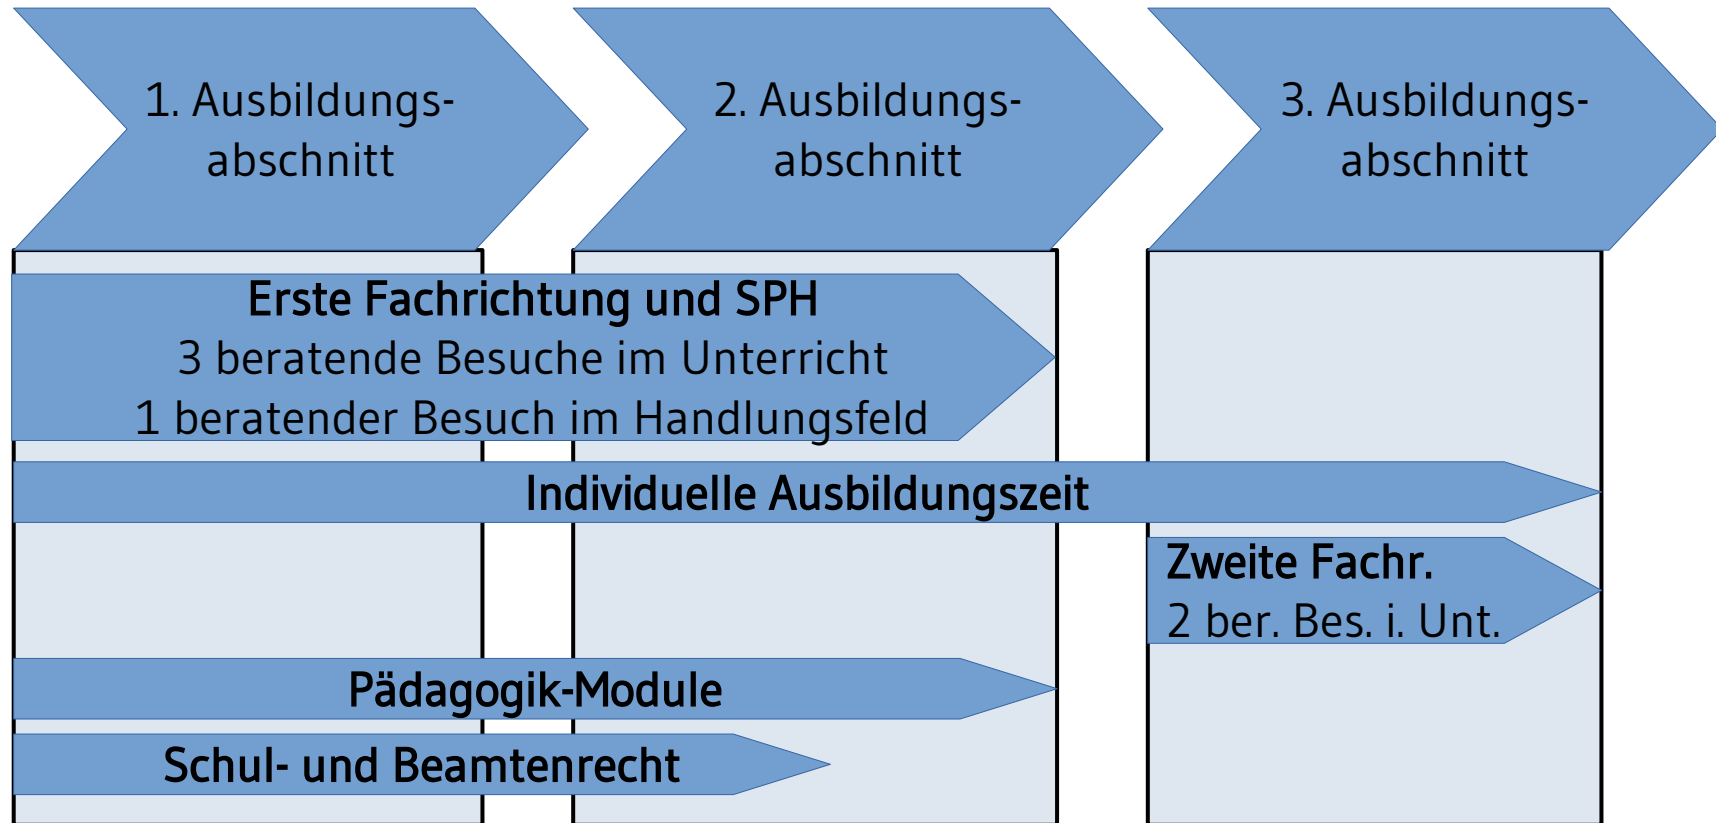 1. Ausbildungs-
abschnitt
2. Ausbildungs-
abschnitt
3. Ausbildungs-
abschnitt
Erste Fachrichtung und SPH
3 beratende Besuche im Unterricht
1 beratender Besuch im Handlungsfeld
Individuelle Ausbildungszeit
Zweite Fachr.
2 ber. Bes. i. Unt.
Pädagogik-Module
Schul- und Beamtenrecht